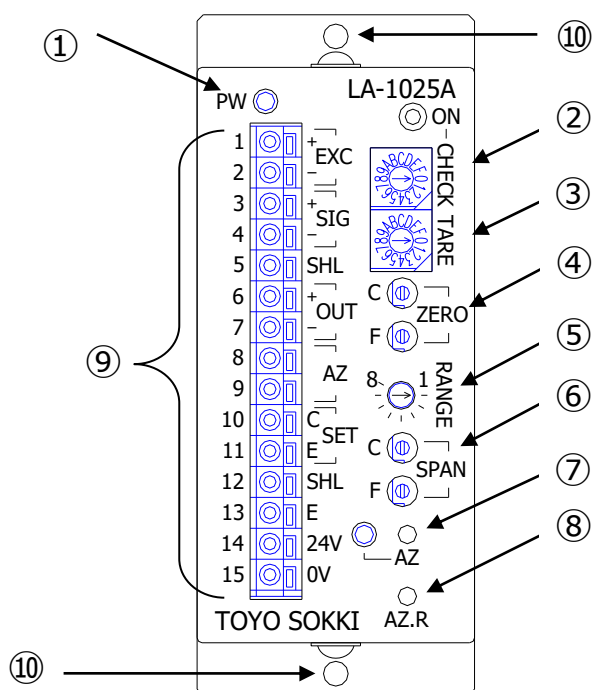 ①
⑩
PW
LA-1025A
ON
②
CHECK
③
TARE
1 + EXC
2 -
3 + SIG
4 -
5 SHL
6 + OUT
7 -
8 AZ
9
10 C SET
11 E
12 SHL
13 E
14 24V
15 0V
⑨
0123456789ABCDEF
0123456789ABCDEF
④
C ZERO
F
⑤
8 1 RANGE
⑥
C SPAN
F
⑦
AZ
⑧
AZ.R
TOYO SOKKI
⑩